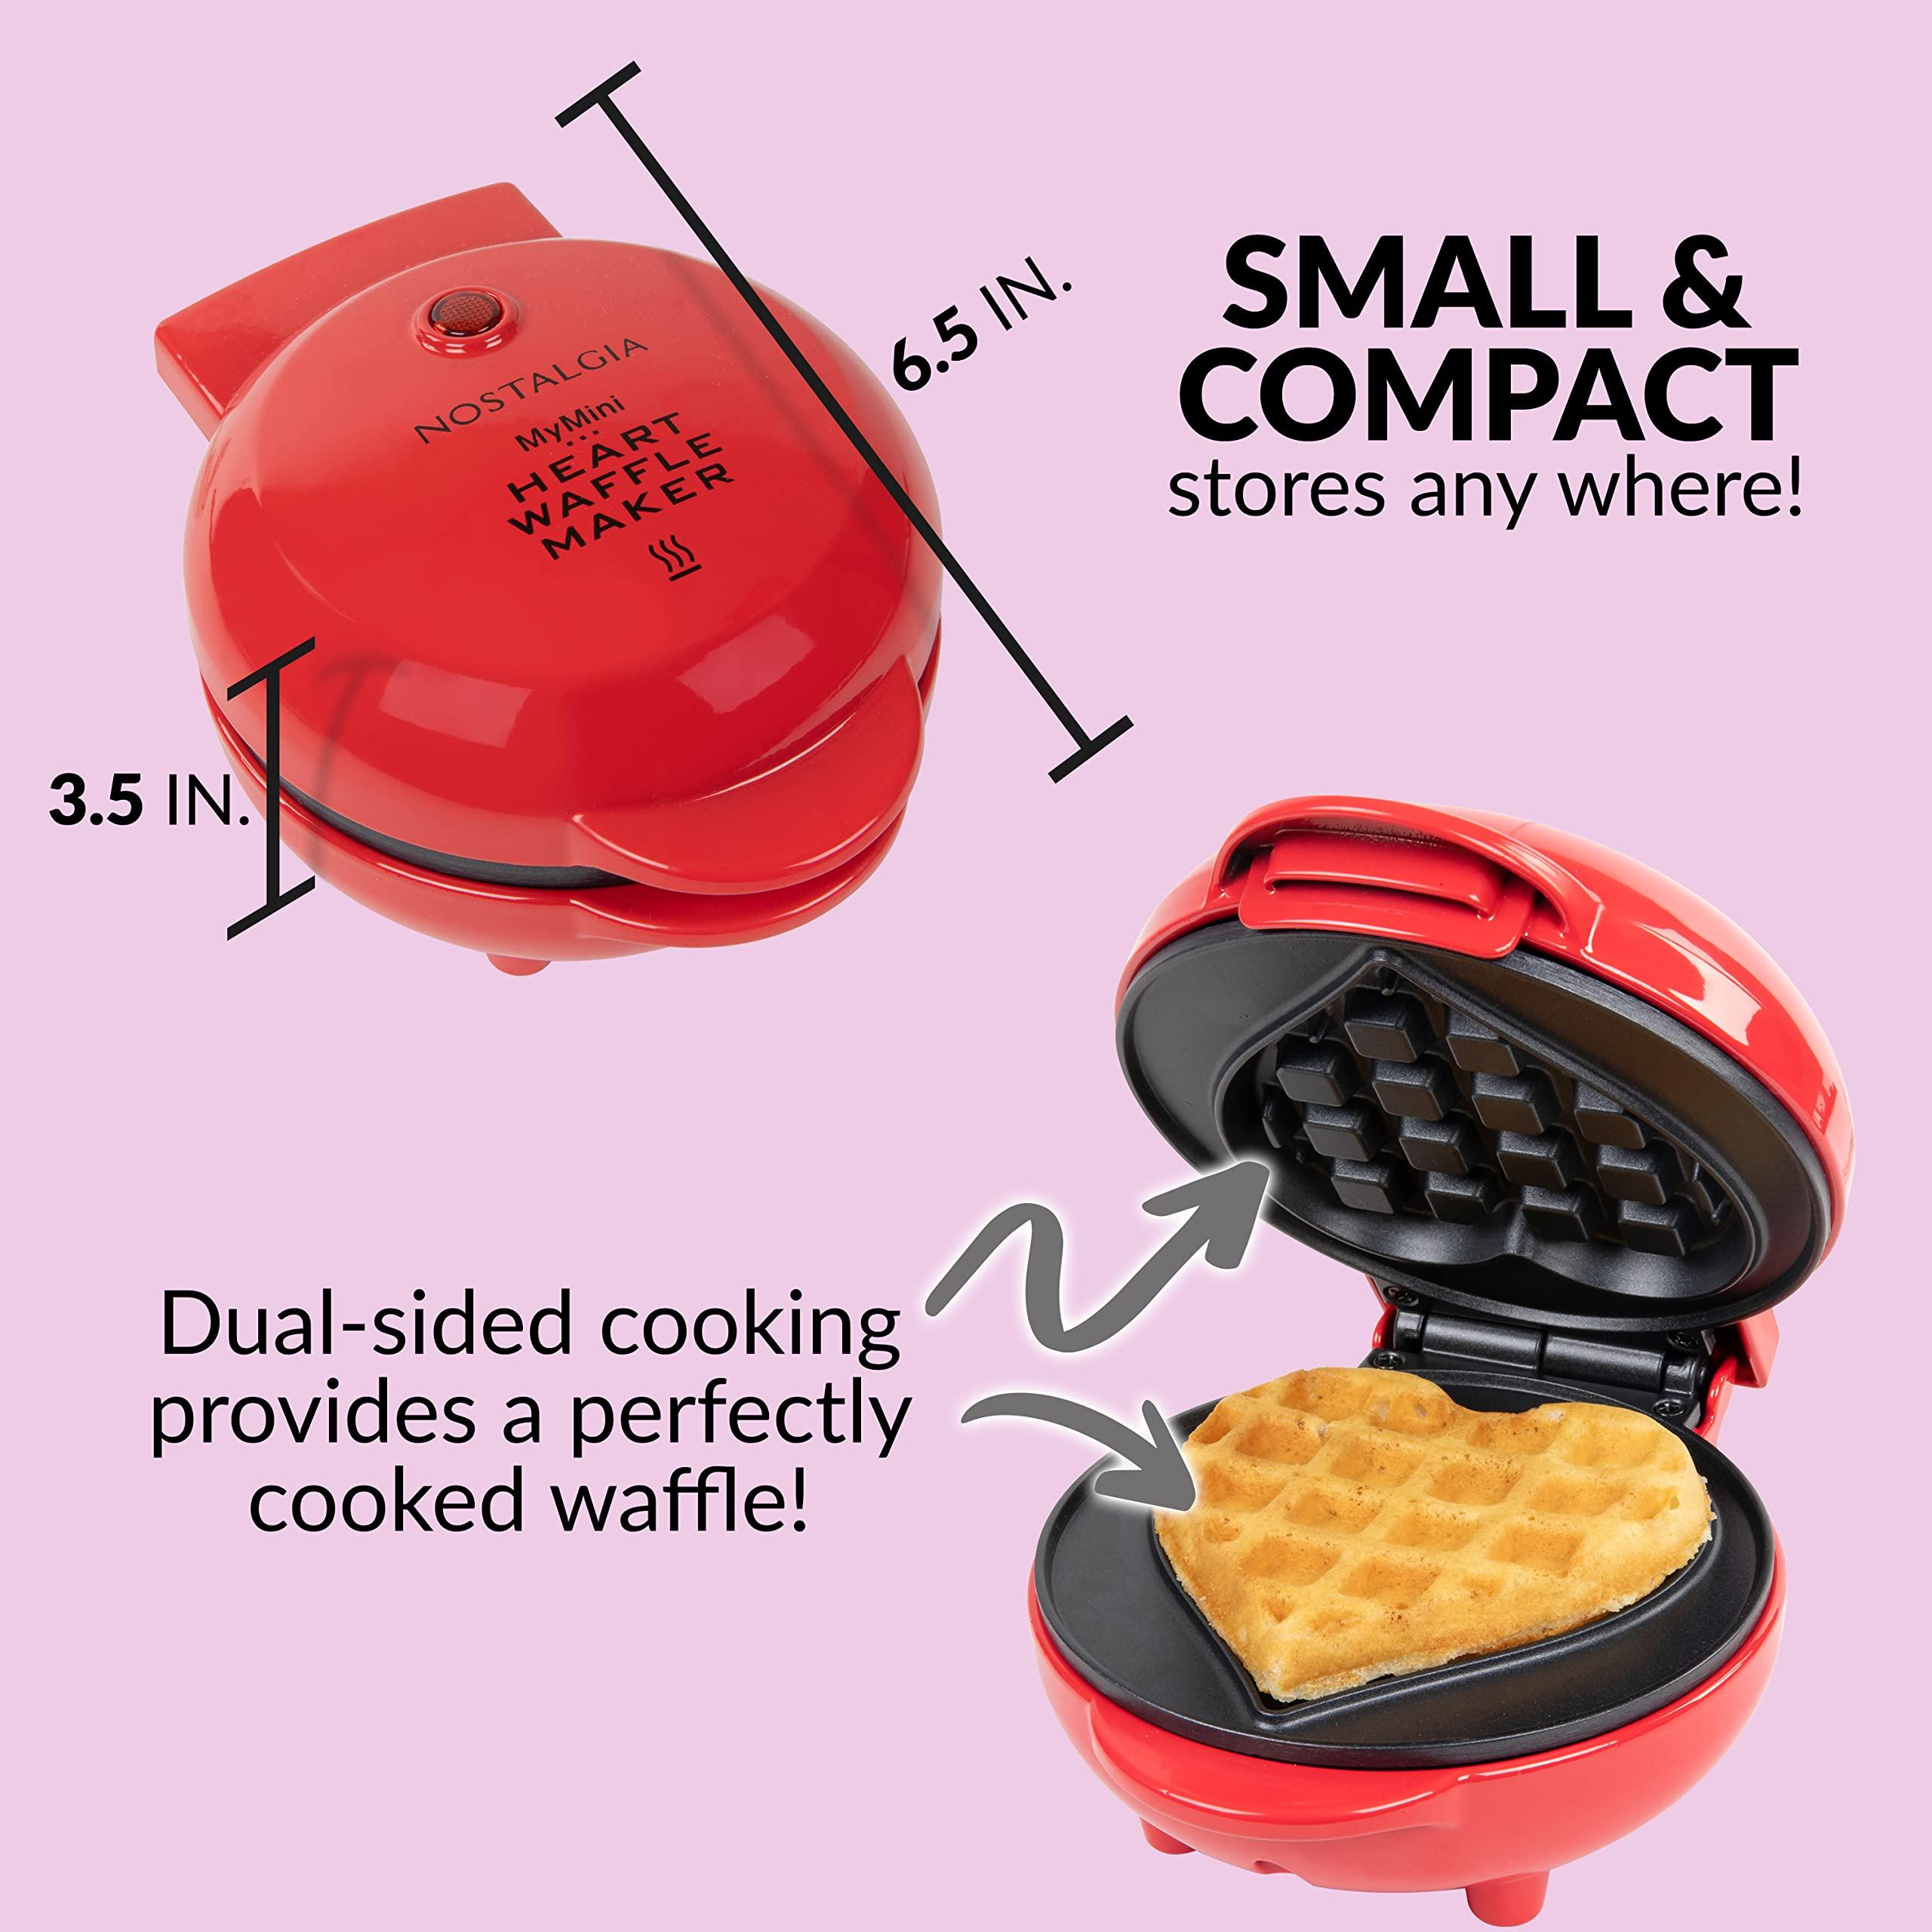 NOSTALGIA
MyMini
HEART
WAFFLE
MAKER
6.5 IN.
3.5 IN.
SMALL &
COMPACT
stores any where!
Dual-sided cooking
provides a perfectly
cooked waffle!